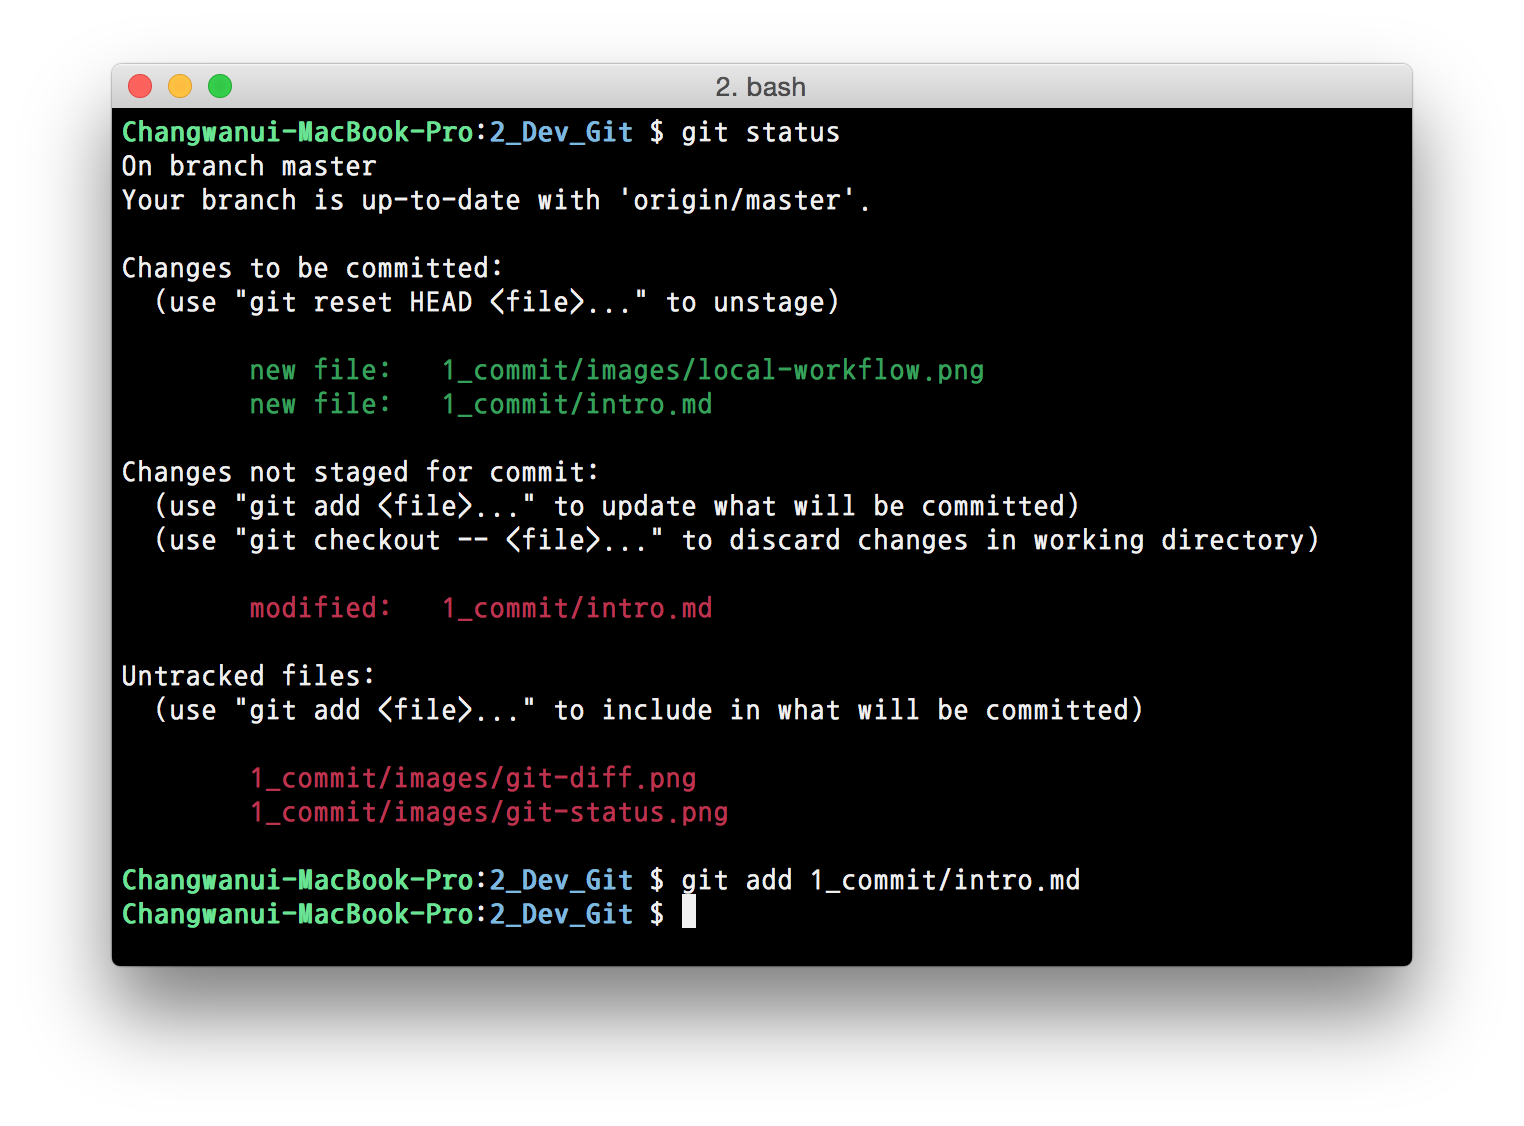 2. bash
Changwanui-MacBook-Pro:2_Dev_Git $ git status
On branch master
Your branch is up-to-date with 'origin/master'.
Changes to be committed:
  (use "git reset HEAD <file>..." to unstage)
        new file:   1_commit/images/local-workflow.png
        new file:   1_commit/intro.md
Changes not staged for commit:
  (use "git add <file>..." to update what will be committed)
  (use "git checkout -- <file>..." to discard changes in working directory)
        modified:   1_commit/intro.md
Untracked files:
  (use "git add <file>..." to include in what will be committed)
        1_commit/images/git-diff.png
        1_commit/images/git-status.png
Changwanui-MacBook-Pro:2_Dev_Git $ git add 1_commit/intro.md
Changwanui-MacBook-Pro:2_Dev_Git $